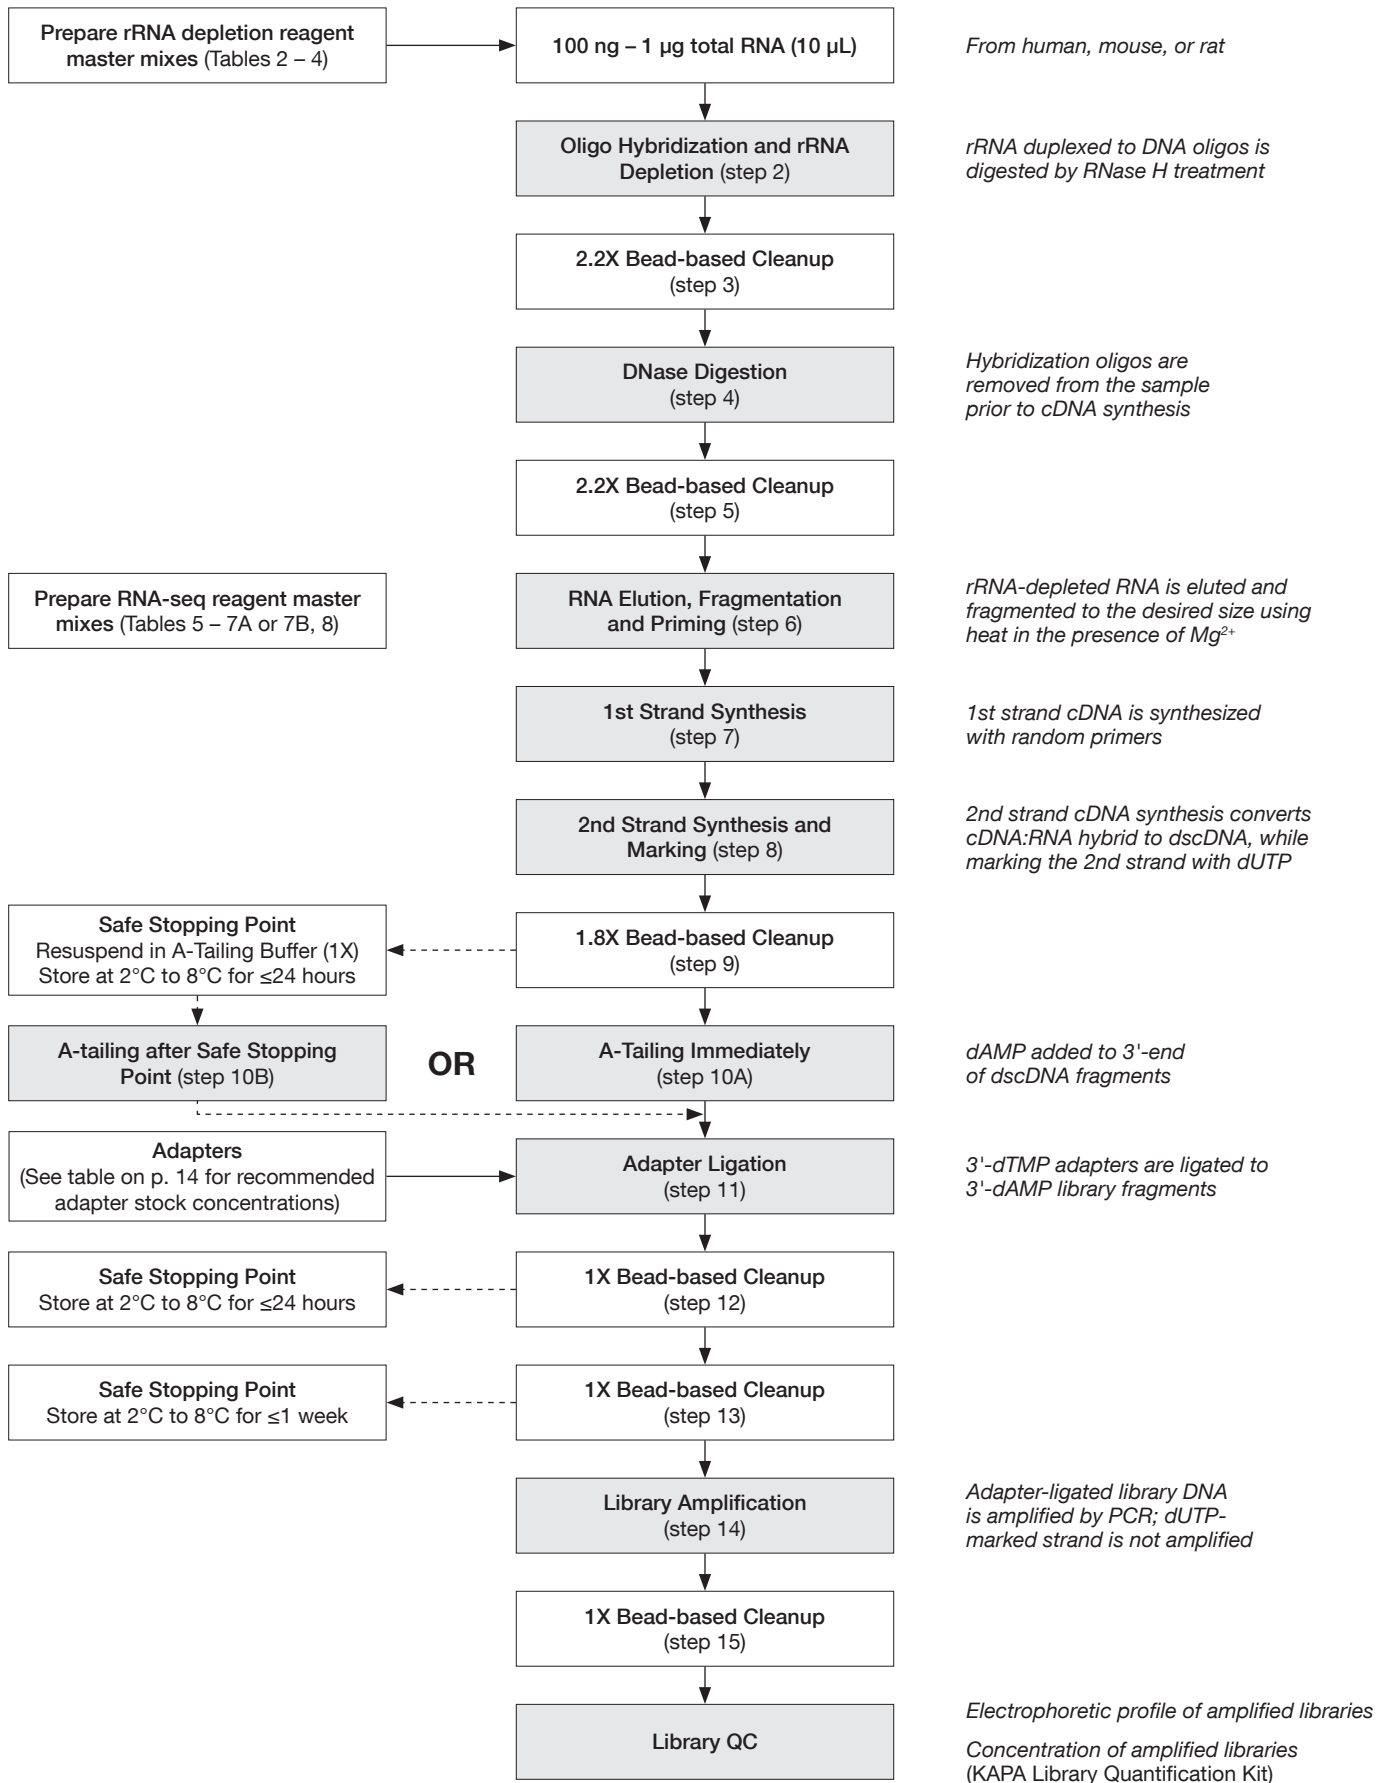 Prepare rRNA depletion reagent
master mixes (Tables 2 – 4)
100 ng – 1 µg total RNA (10 µL)
From human, mouse, or rat
Oligo Hybridization and rRNA
Depletion (step 2)
rRNA duplexed to DNA oligos is
digested by RNase H treatment
2.2X Bead-based Cleanup
(step 3)
DNase Digestion
(step 4)
Hybridization oligos are
removed from the sample
prior to cDNA synthesis
2.2X Bead-based Cleanup
(step 5)
Prepare RNA-seq reagent master
mixes (Tables 5 – 7A or 7B, 8)
RNA Elution, Fragmentation
and Priming (step 6)
rRNA-depleted RNA is eluted and
fragmented to the desired size using
heat in the presence of Mg²⁺
1st Strand Synthesis
(step 7)
1st strand cDNA is synthesized
with random primers
2nd Strand Synthesis and
Marking (step 8)
2nd strand cDNA synthesis converts
cDNA:RNA hybrid to dscDNA, while
marking the 2nd strand with dUTP
Safe Stopping Point
Resuspend in A-Tailing Buffer (1X)
Store at 2°C to 8°C for ≤24 hours
1.8X Bead-based Cleanup
(step 9)
A-tailing after Safe Stopping
Point (step 10B)
OR
A-Tailing Immediately
(step 10A)
dAMP added to 3'-end
of dscDNA fragments
Adapters
(See table on p. 14 for recommended
adapter stock concentrations)
Adapter Ligation
(step 11)
3'-dTMP adapters are ligated to
3'-dAMP library fragments
Safe Stopping Point
Store at 2°C to 8°C for ≤24 hours
1X Bead-based Cleanup
(step 12)
Safe Stopping Point
Store at 2°C to 8°C for ≤1 week
1X Bead-based Cleanup
(step 13)
Library Amplification
(step 14)
Adapter-ligated library DNA
is amplified by PCR; dUTP-
marked strand is not amplified
1X Bead-based Cleanup
(step 15)
Library QC
Electrophoretic profile of amplified libraries
Concentration of amplified libraries
(KAPA Library Quantification Kit)